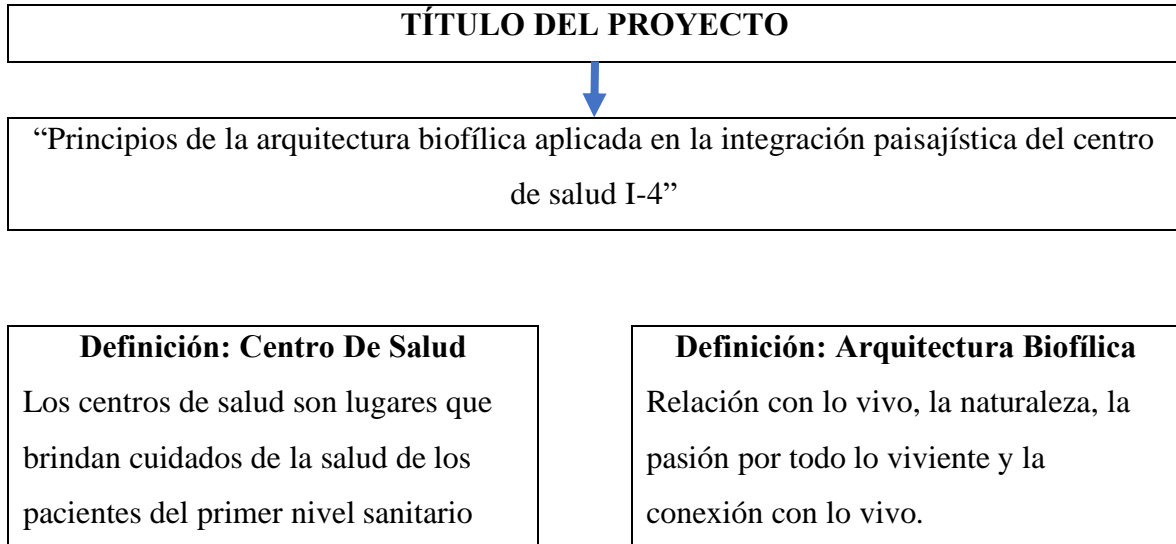 TÍTULO DEL PROYECTO
“Principios de la arquitectura biofílica aplicada en la integración paisajística del centro
de salud I-4”
Definición: Centro De Salud
Los centros de salud son lugares que
brindan cuidados de la salud de los
pacientes del primer nivel sanitario
Definición: Arquitectura Biofílica
Relación con lo vivo, la naturaleza, la
pasión por todo lo viviente y la
conexión con lo vivo.